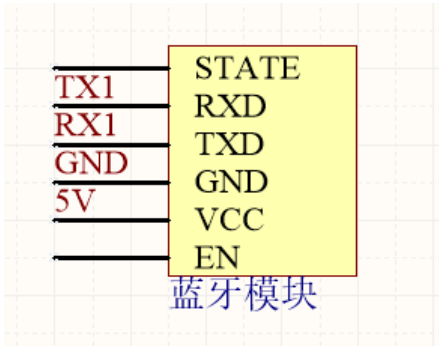 STATE
TX1 RXD
RX1 TXD
GND GND
5V VCC
EN
蓝牙模块